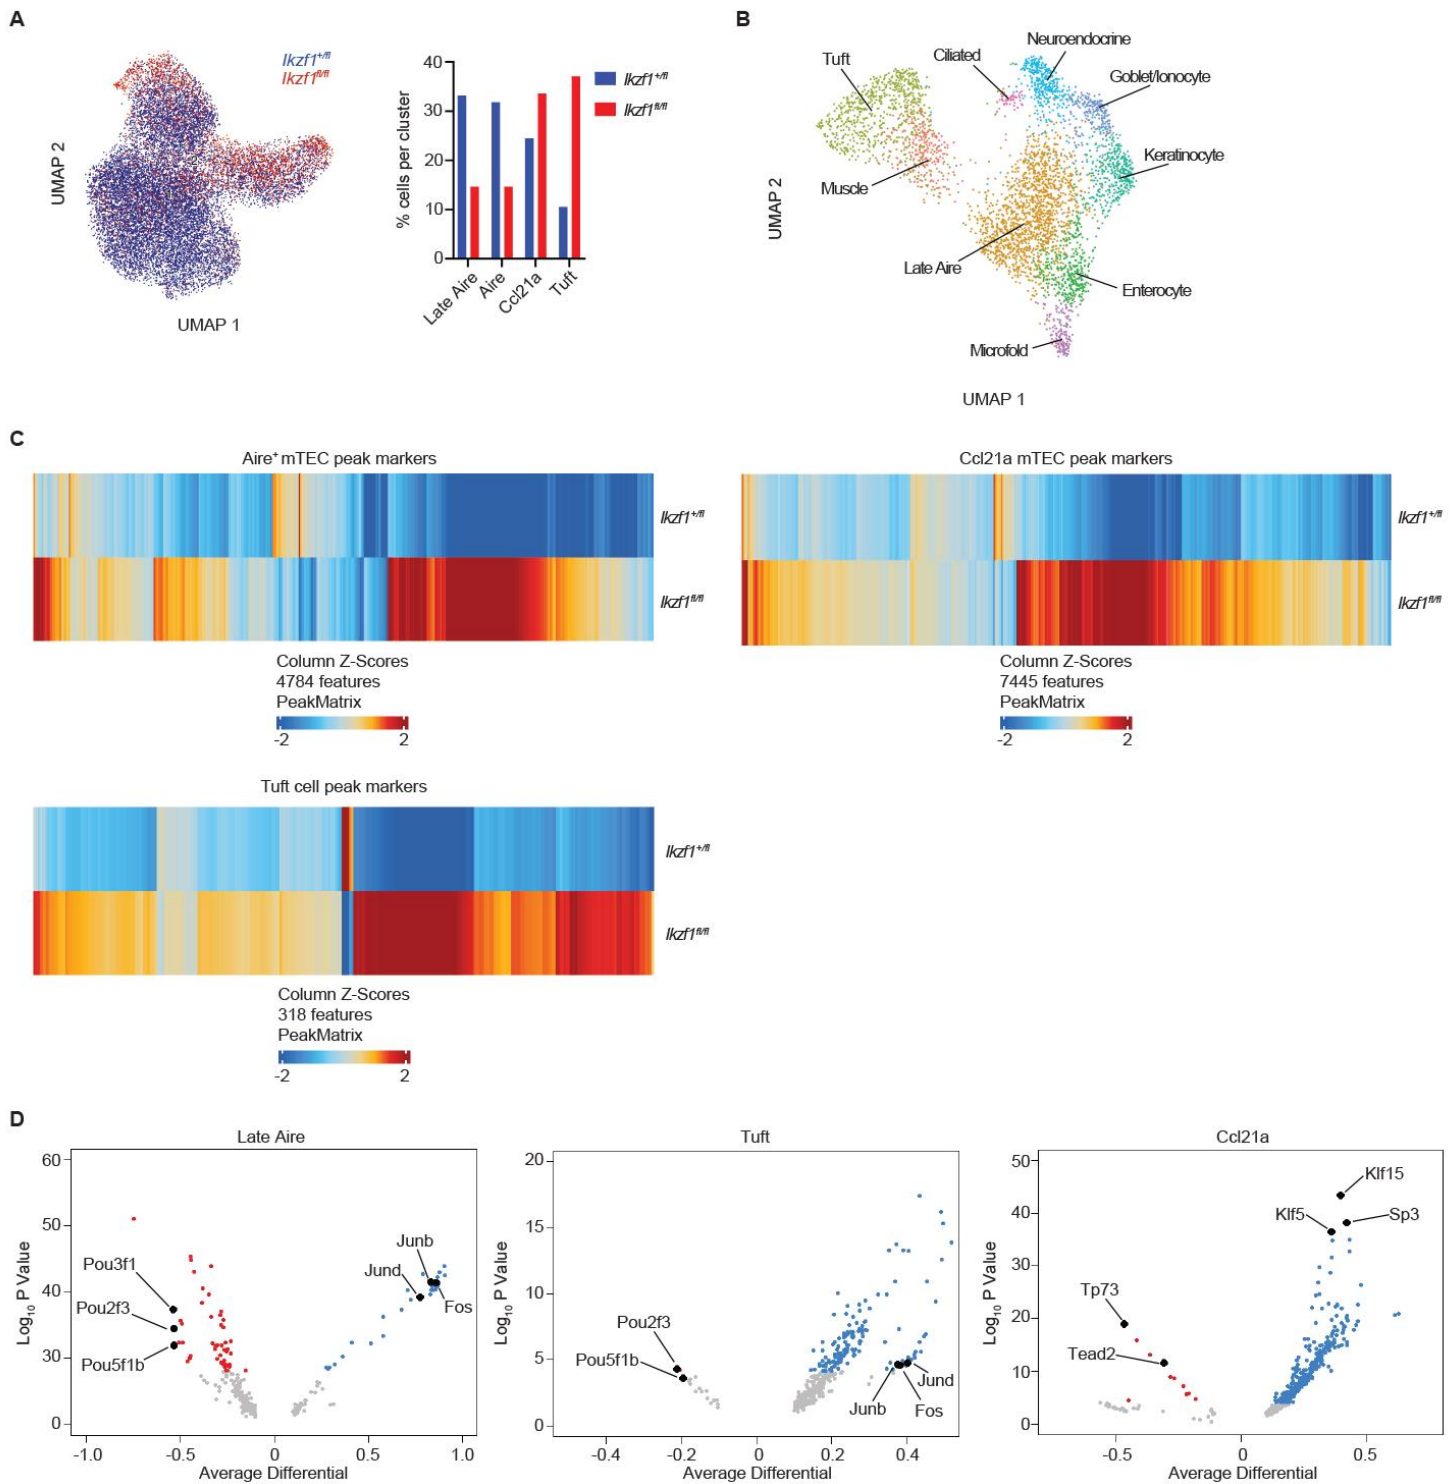 A
UMAP 2
UMAP 1
Ikzf1+/fl
Ikzf1fl/fl
% cells per cluster
40
30
20
10
0
Late Aire
Aire
Ccl21a
Tuft
Ikzf1+/fl
Ikzf1fl/fl
B
UMAP 2
UMAP 1
Neuroendocrine
Ciliated
Tuft
Goblet/Ionocyte
Keratinocyte
Muscle
Late Aire
Enterocyte
Microfold
C
Aire+ mTEC peak markers
Ikzf1+/fl
Ikzf1fl/fl
Column Z-Scores
4784 features
PeakMatrix
-2 2
Ccl21a mTEC peak markers
Ikzf1+/fl
Ikzf1fl/fl
Column Z-Scores
7445 features
PeakMatrix
-2 2
Tuft cell peak markers
Ikzf1+/fl
Ikzf1fl/fl
Column Z-Scores
318 features
PeakMatrix
-2 2
D
Late Aire
Log10 P Value
60
50
40
30
0
Pou3f1
Pou2f3
Pou5f1b
Junb
Jund
Fos
-1.0 -0.5 0 0.5 1.0
Average Differential
Tuft
Log10 P Value
20
15
10
5
0
Pou2f3
Pou5f1b
Jund
Junb
Fos
-0.4 -0.2 0 0.2 0.4
Average Differential
Ccl21a
Log10 P Value
50
40
30
20
10
0
Klf15
Klf5
Sp3
Tp73
Tead2
-0.5 0 0.5
Average Differential